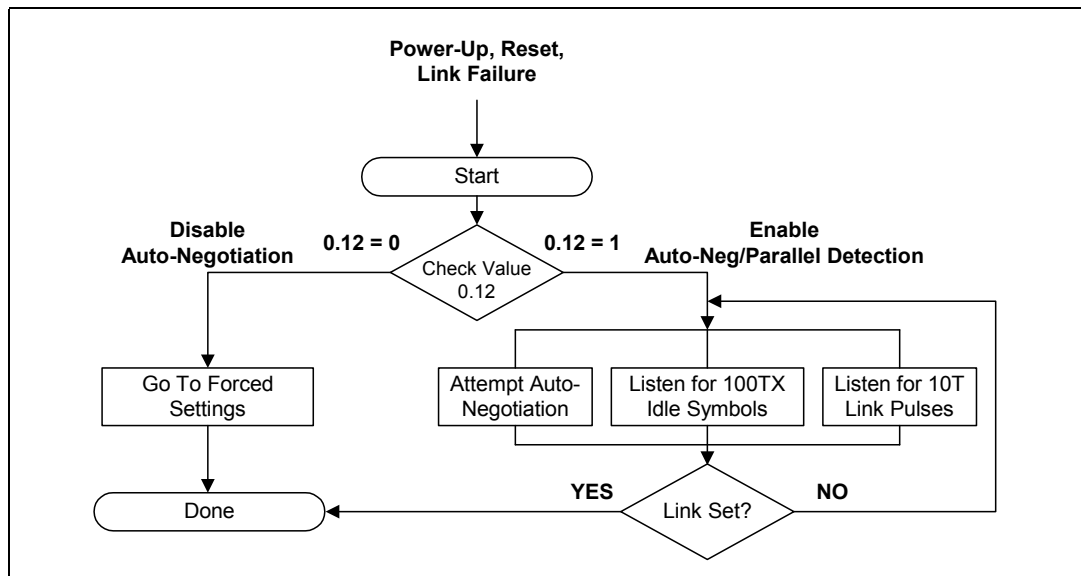 Power-Up, Reset,
Link Failure
Start
Disable
Auto-Negotiation
0.12 = 0
0.12 = 1
Enable
Auto-Neg/Parallel Detection
Check Value
0.12
Go To Forced
Settings
Attempt Auto-
Negotiation
Listen for 100TX
Idle Symbols
Listen for 10T
Link Pulses
Done
YES
Link Set?
NO